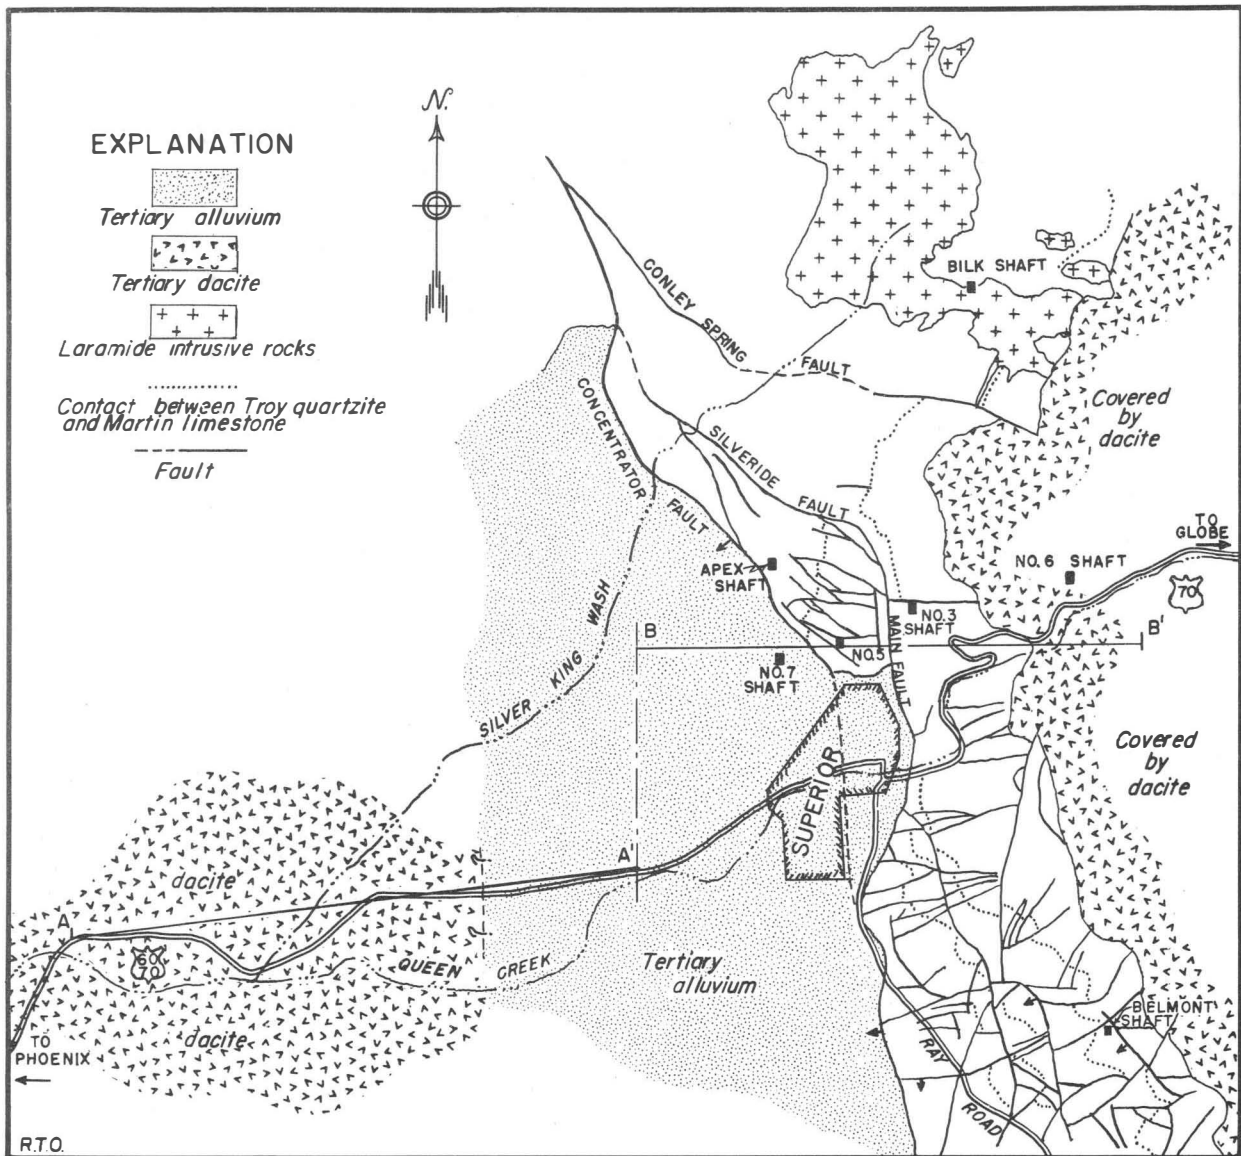 N.
EXPLANATION
Tertiary alluvium
Tertiary dacite
Laramide intrusive rocks
Contact between Troy quartzite
and Martin limestone
Fault
CONLEY SPRING FAULT
BILK SHAFT
Covered
by
dacite
CONCENTRATOR FAULT
SILVERIDE FAULT
TO
GLOBE
70
NO. 6 SHAFT
APEX
SHAFT
NO. 3
SHAFT
MAIN FAULT
B
B'
NO. 5
NO. 7
SHAFT
SILVER KING WASH
SUPERIOR
Covered
by
dacite
A'
dacite
A
60
70
QUEEN CREEK
Tertiary
alluvium
dacite
TO
PHOENIX
BELMONT
SHAFT
RAY ROAD
R.T.O.